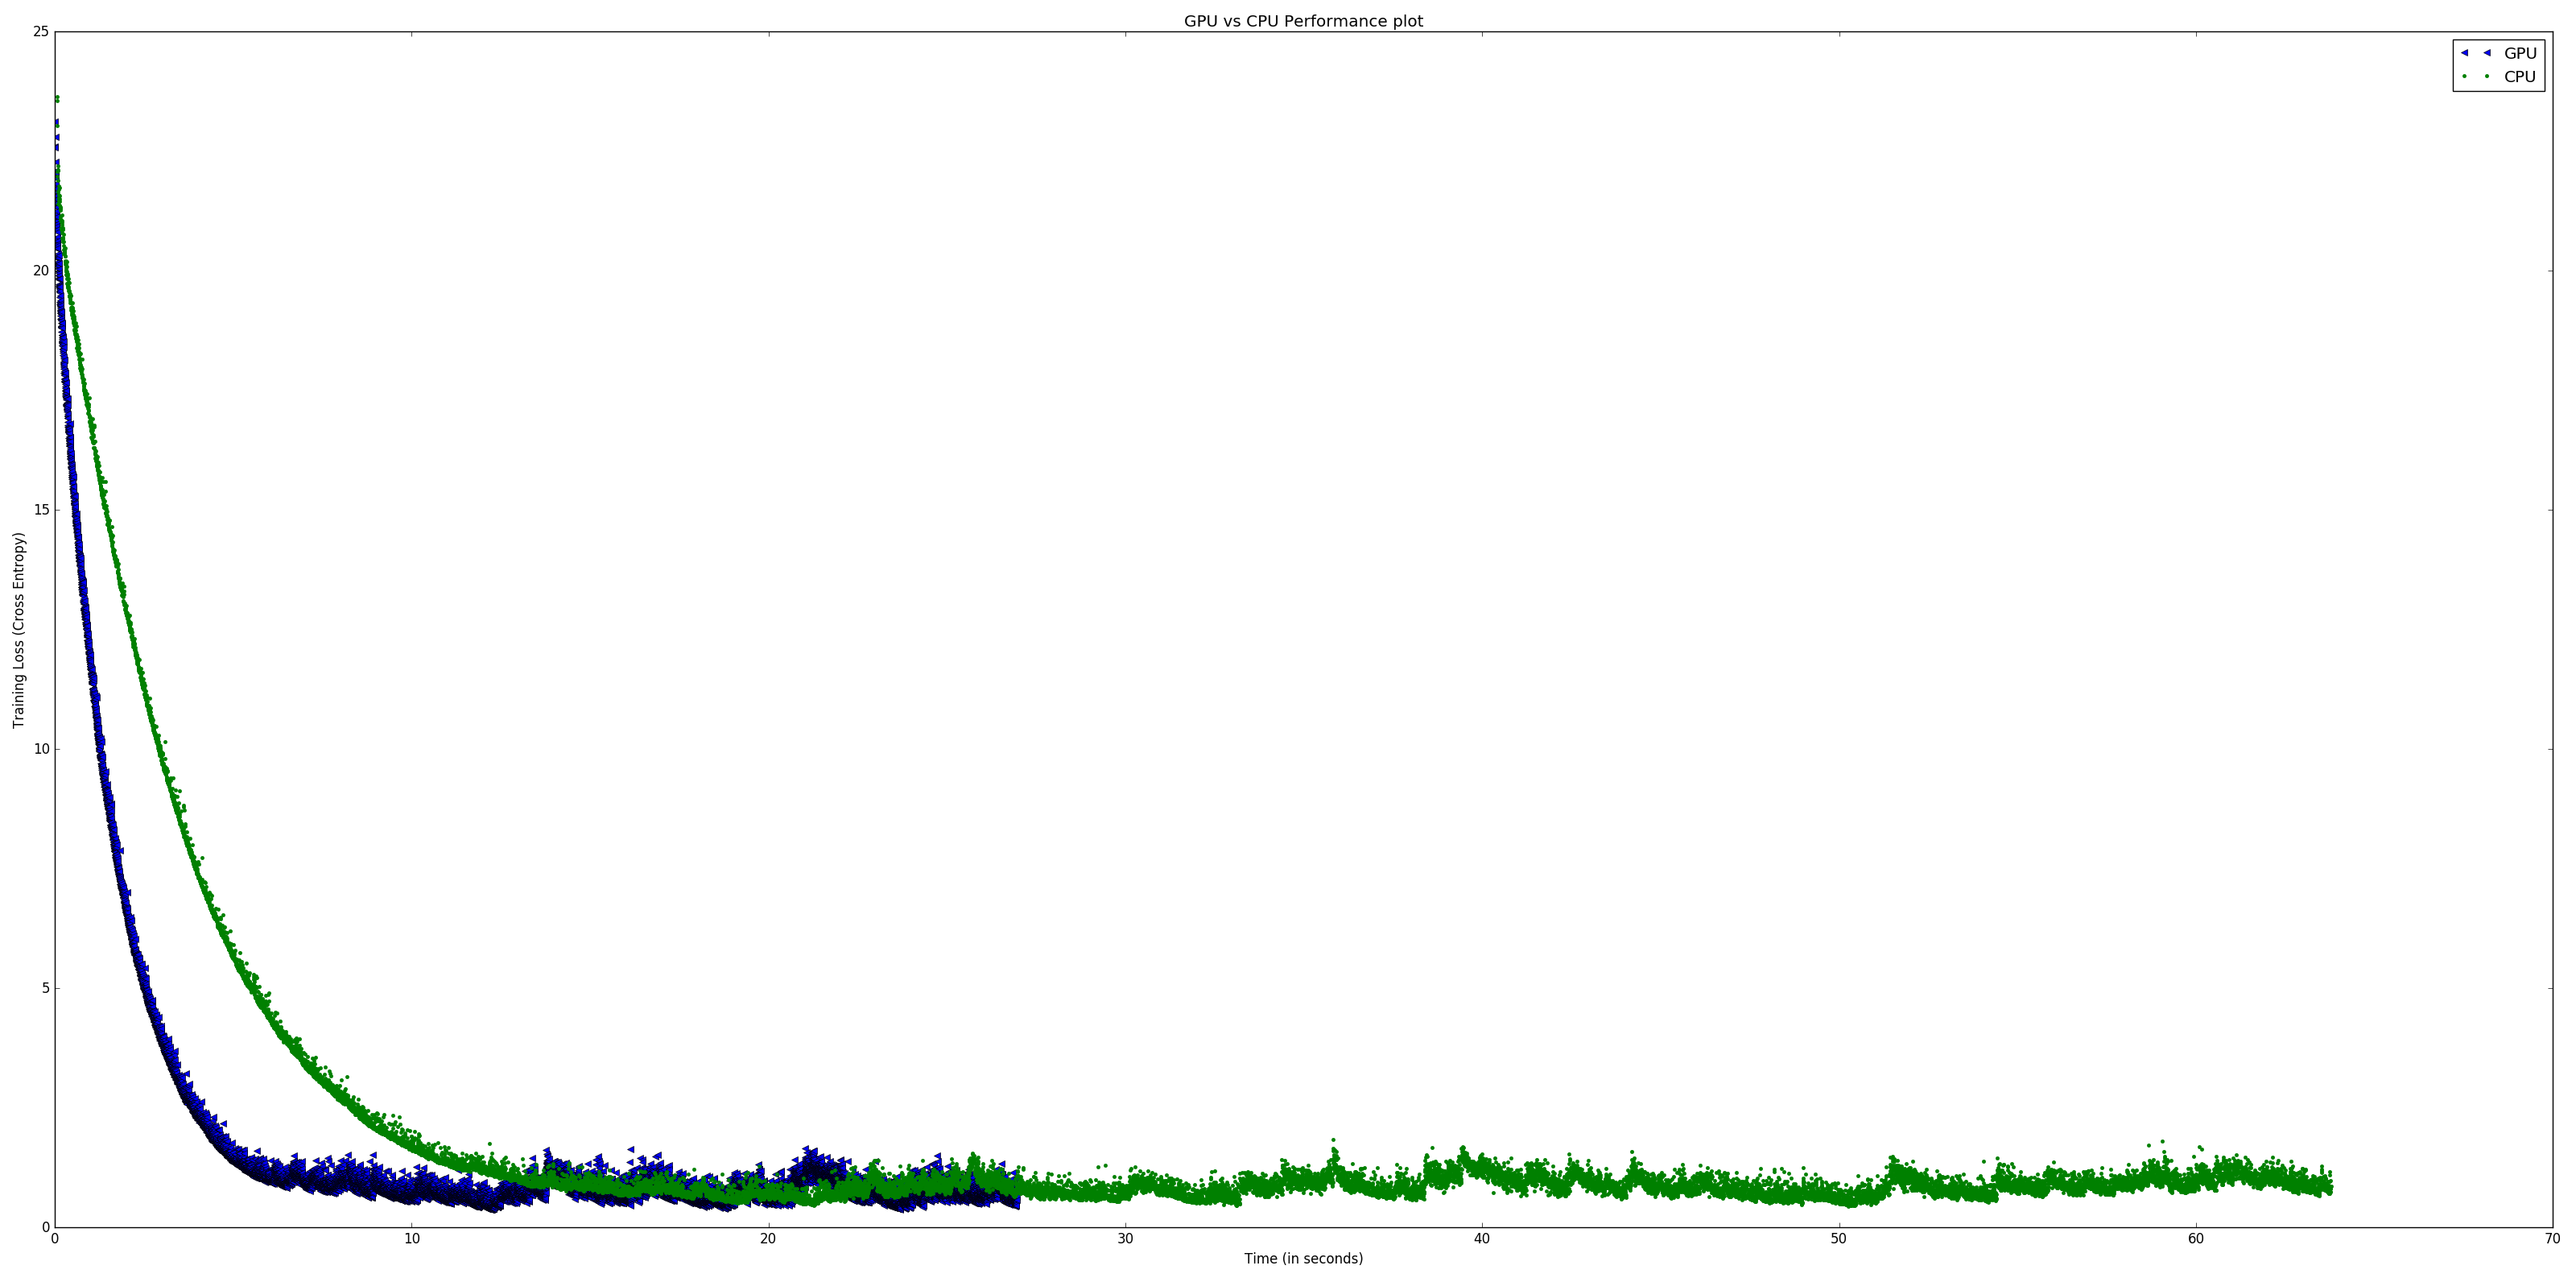 GPU vs CPU Performance plot
25
20
15
10
5
0
Training Loss (Cross Entropy)
GPU
CPU
0 10 20 30 40 50 60 70
Time (in seconds)